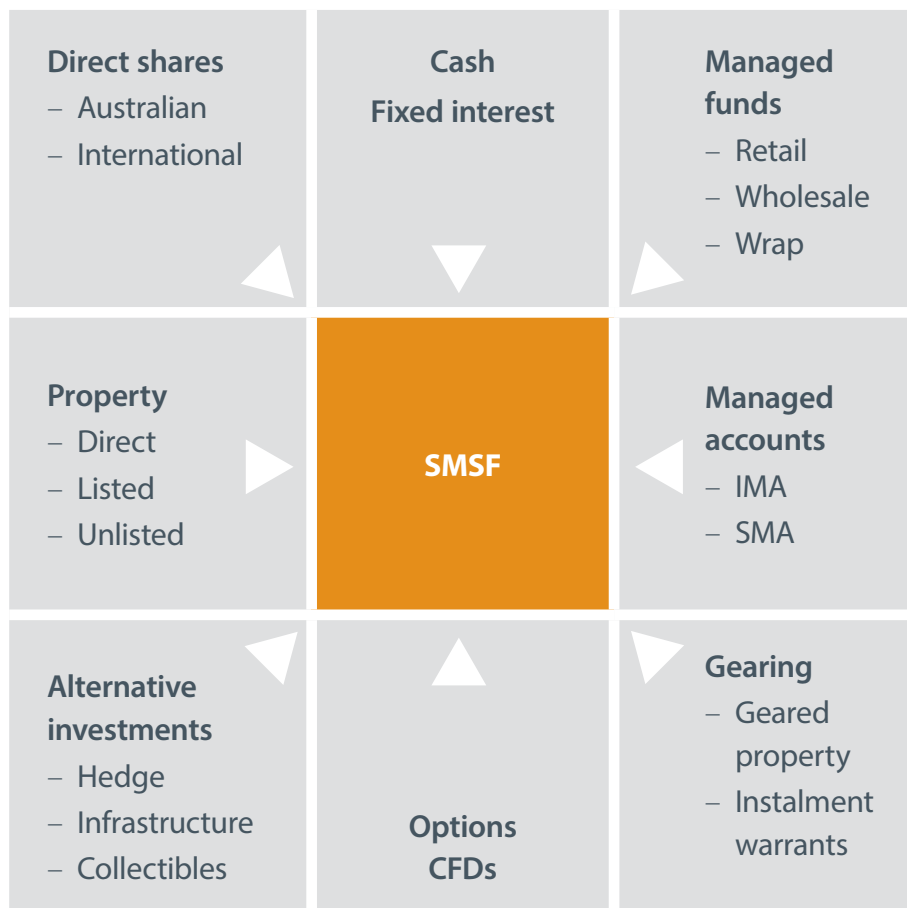 Direct shares
– Australian
– International
Cash
Fixed interest
Managed
funds
– Retail
– Wholesale
– Wrap
Property
– Direct
– Listed
– Unlisted
SMSF
Managed
accounts
– IMA
– SMA
Alternative
investments
– Hedge
– Infrastructure
– Collectibles
Options
CFDs
Gearing
– Geared
property
– Instalment
warrants